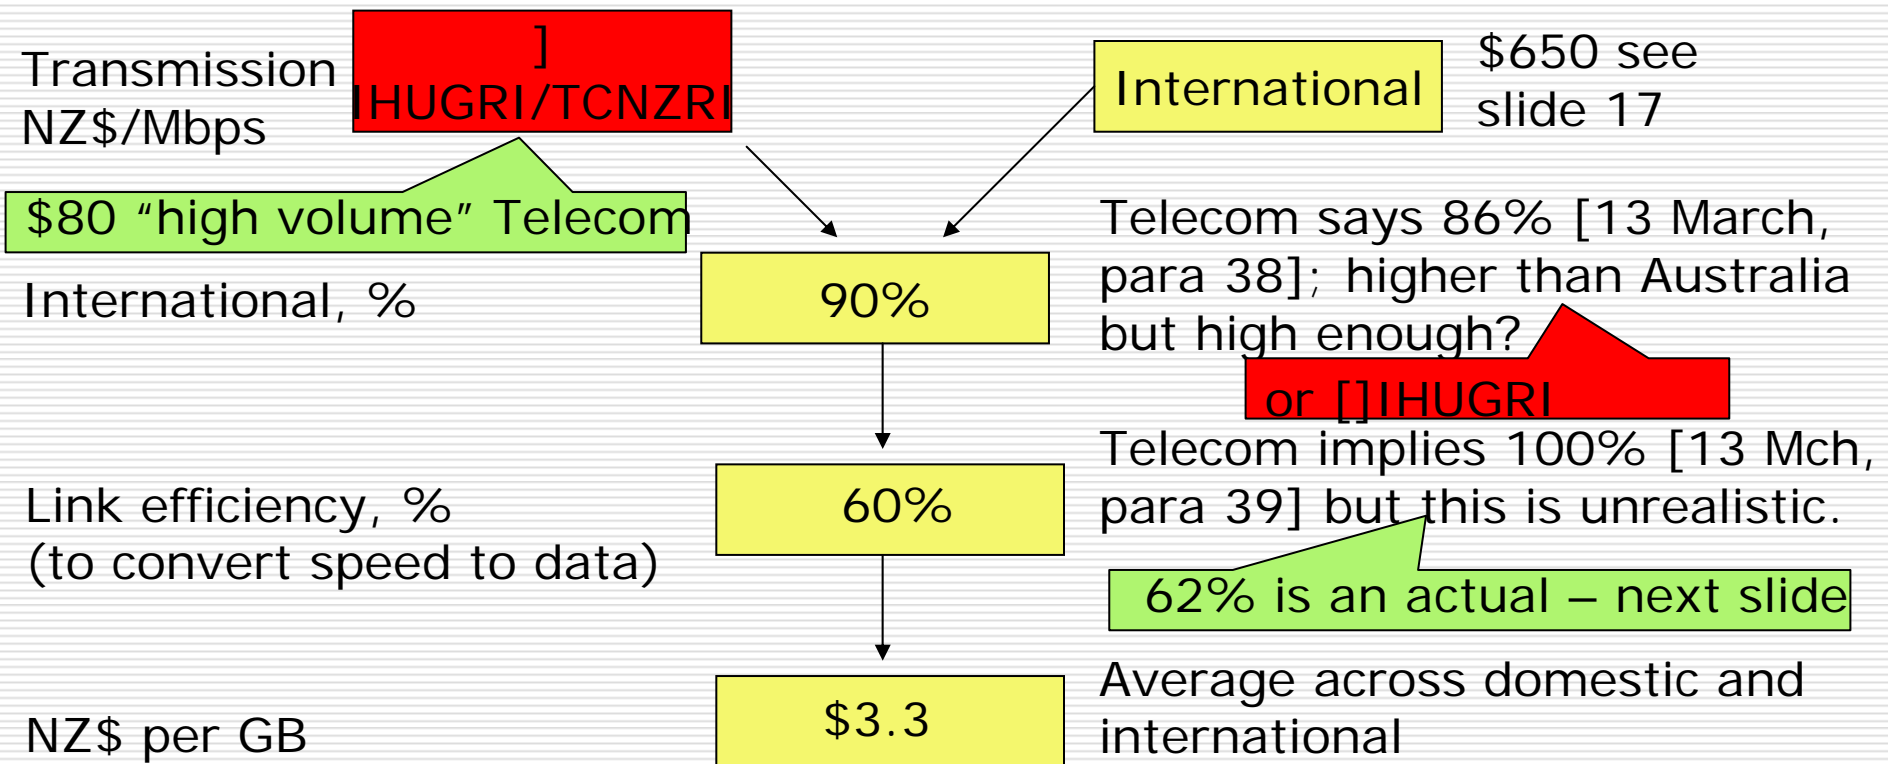 Transmission
NZ$/Mbps
]
IHUGRI/TCNZRI
International
$650 see
slide 17
$80 “high volume” Telecom
International, %
90%
Telecom says 86% [13 March,
para 38]; higher than Australia
but high enough?
or []IHUGRI
Link efficiency, %
(to convert speed to data)
60%
Telecom implies 100% [13 Mch,
para 39] but this is unrealistic.
62% is an actual – next slide
NZ$ per GB
$3.3
Average across domestic and
international